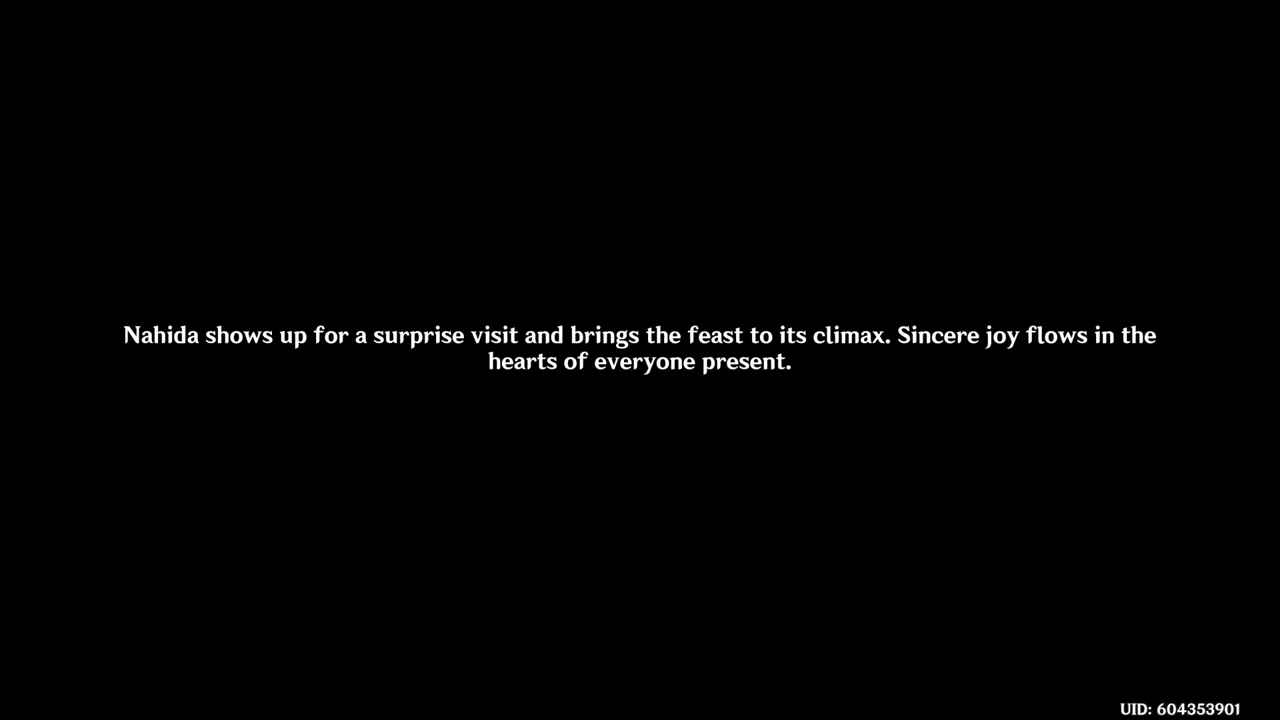 Nahida shows up for a surprise visit and brings the feast to its climax. Sincere joy flows in the
hearts of everyone present.
UID: 604353901